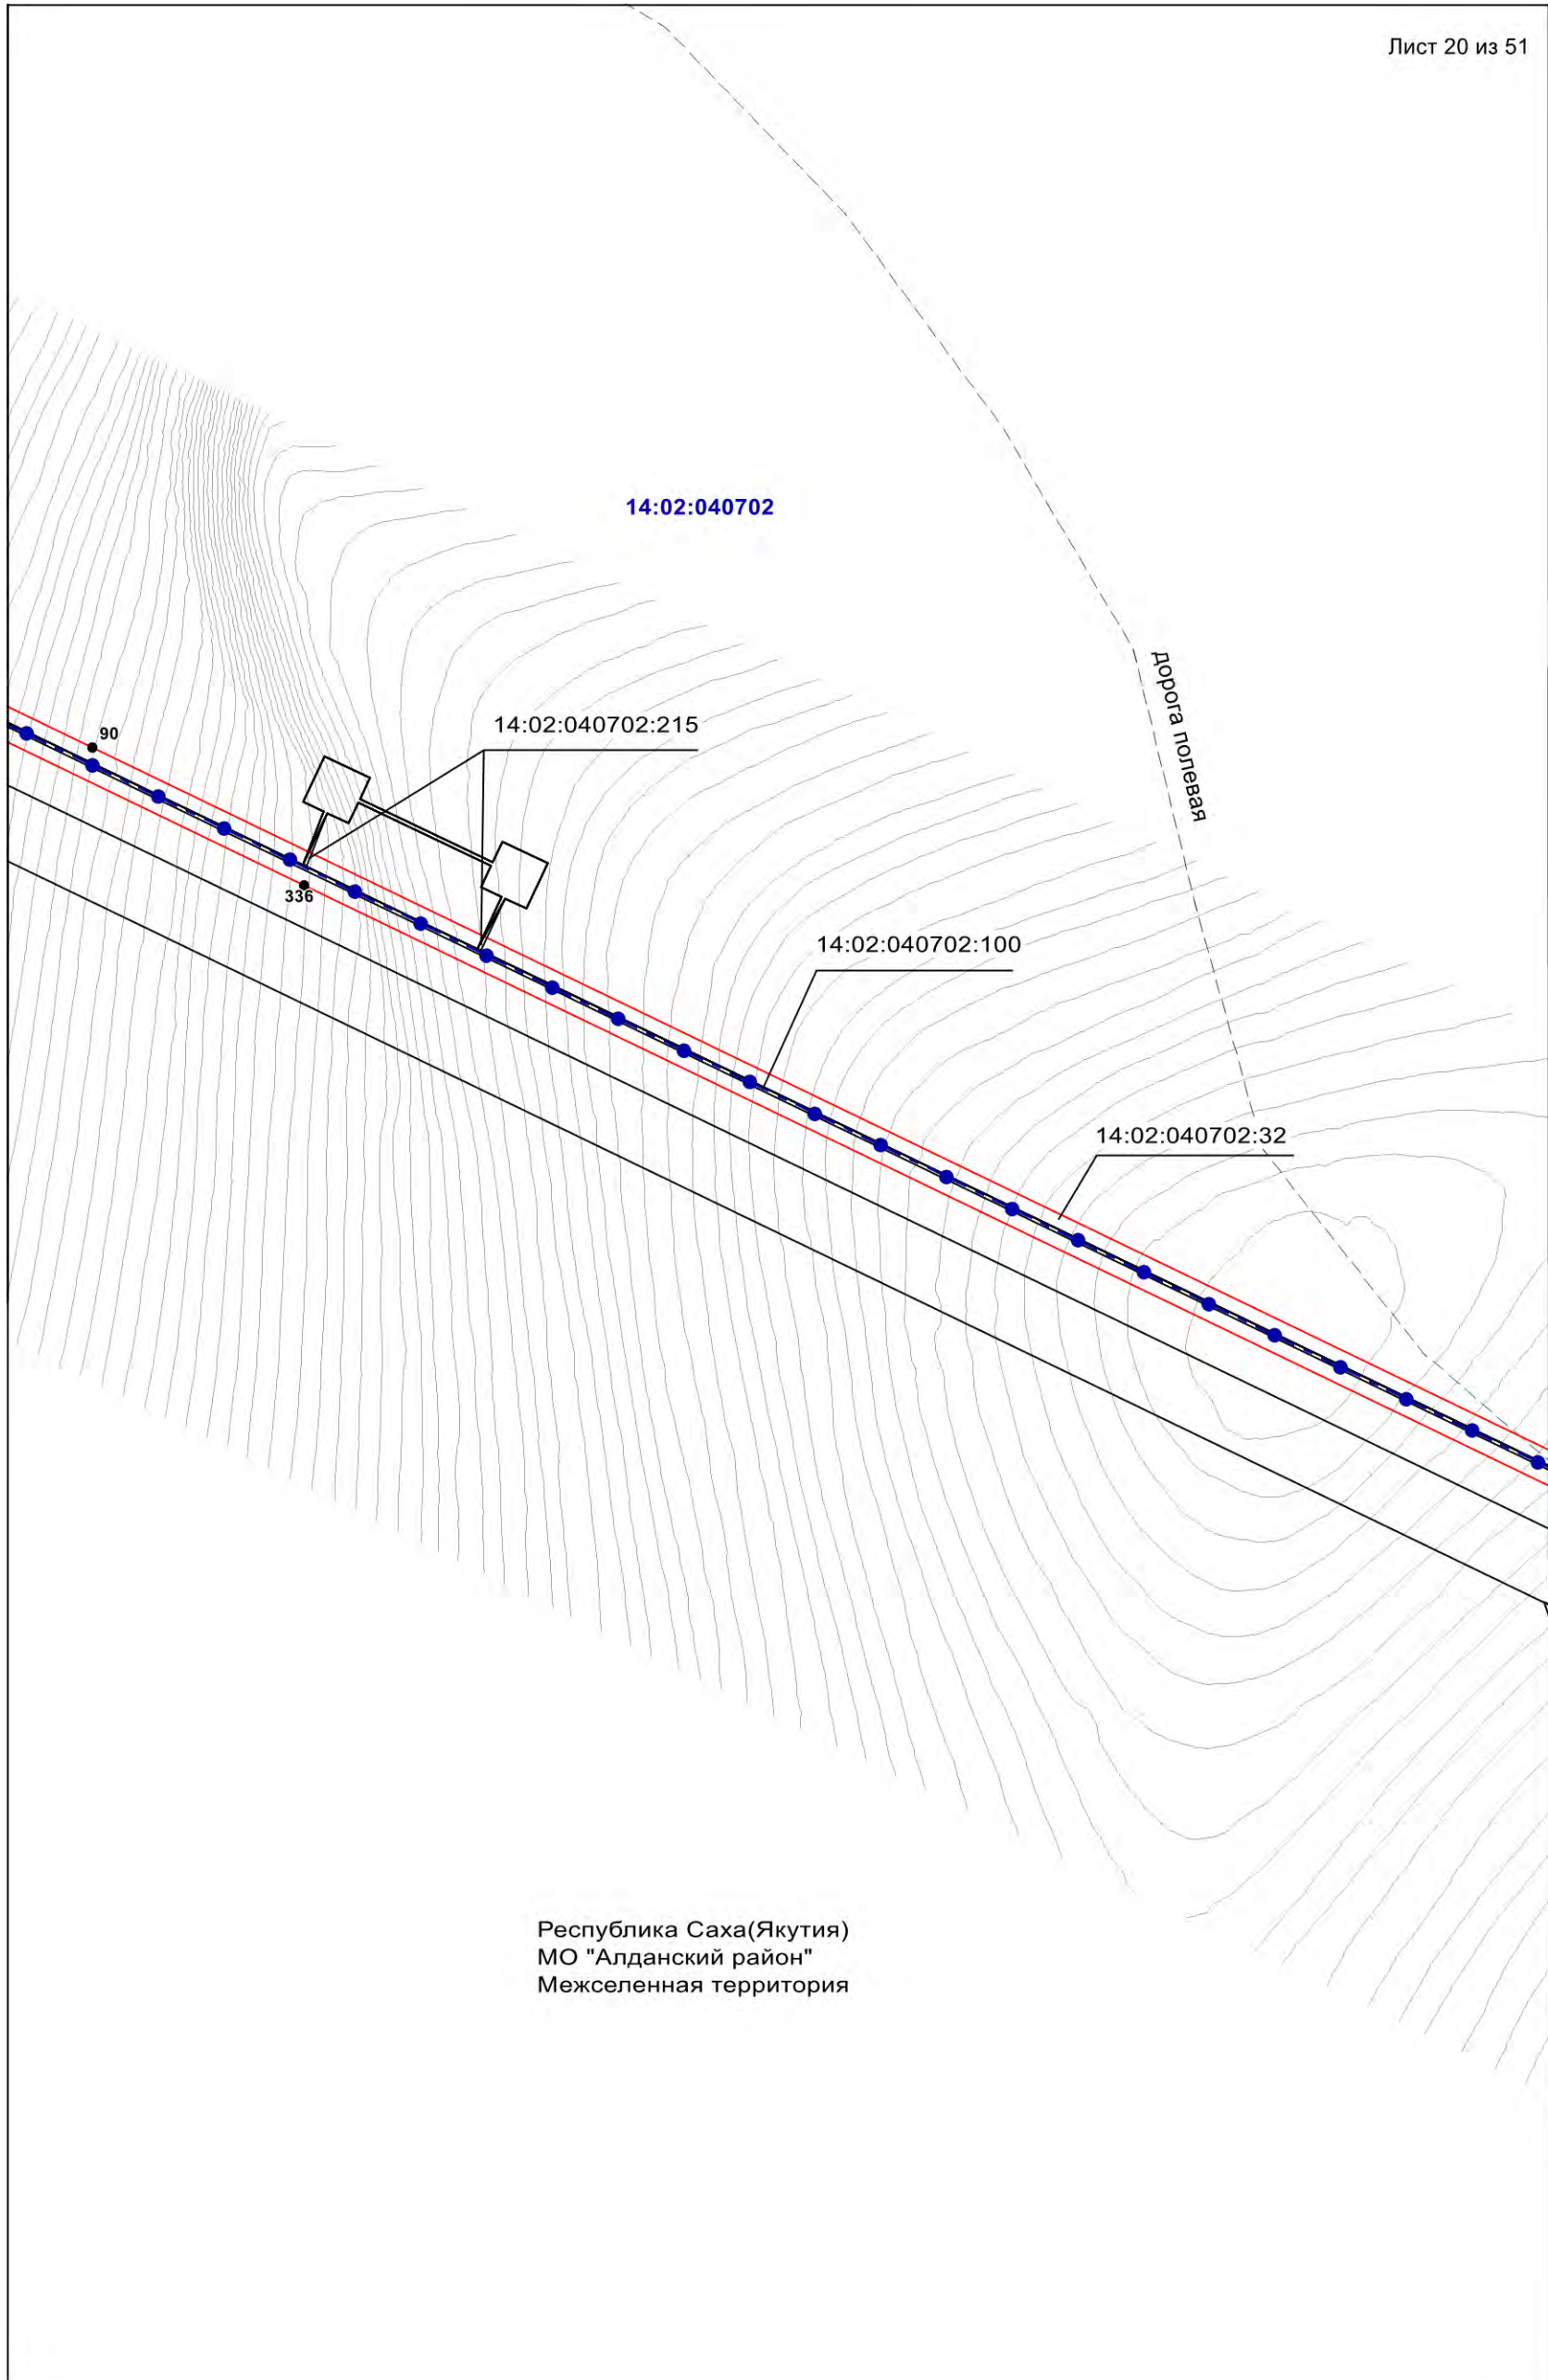 Лист 20 из 51
14:02:040702
дорога полевая
14:02:040702:215
90
336
14:02:040702:100
14:02:040702:32
Республика Саха(Якутия)
МО "Алданский район"
Межселенная территория